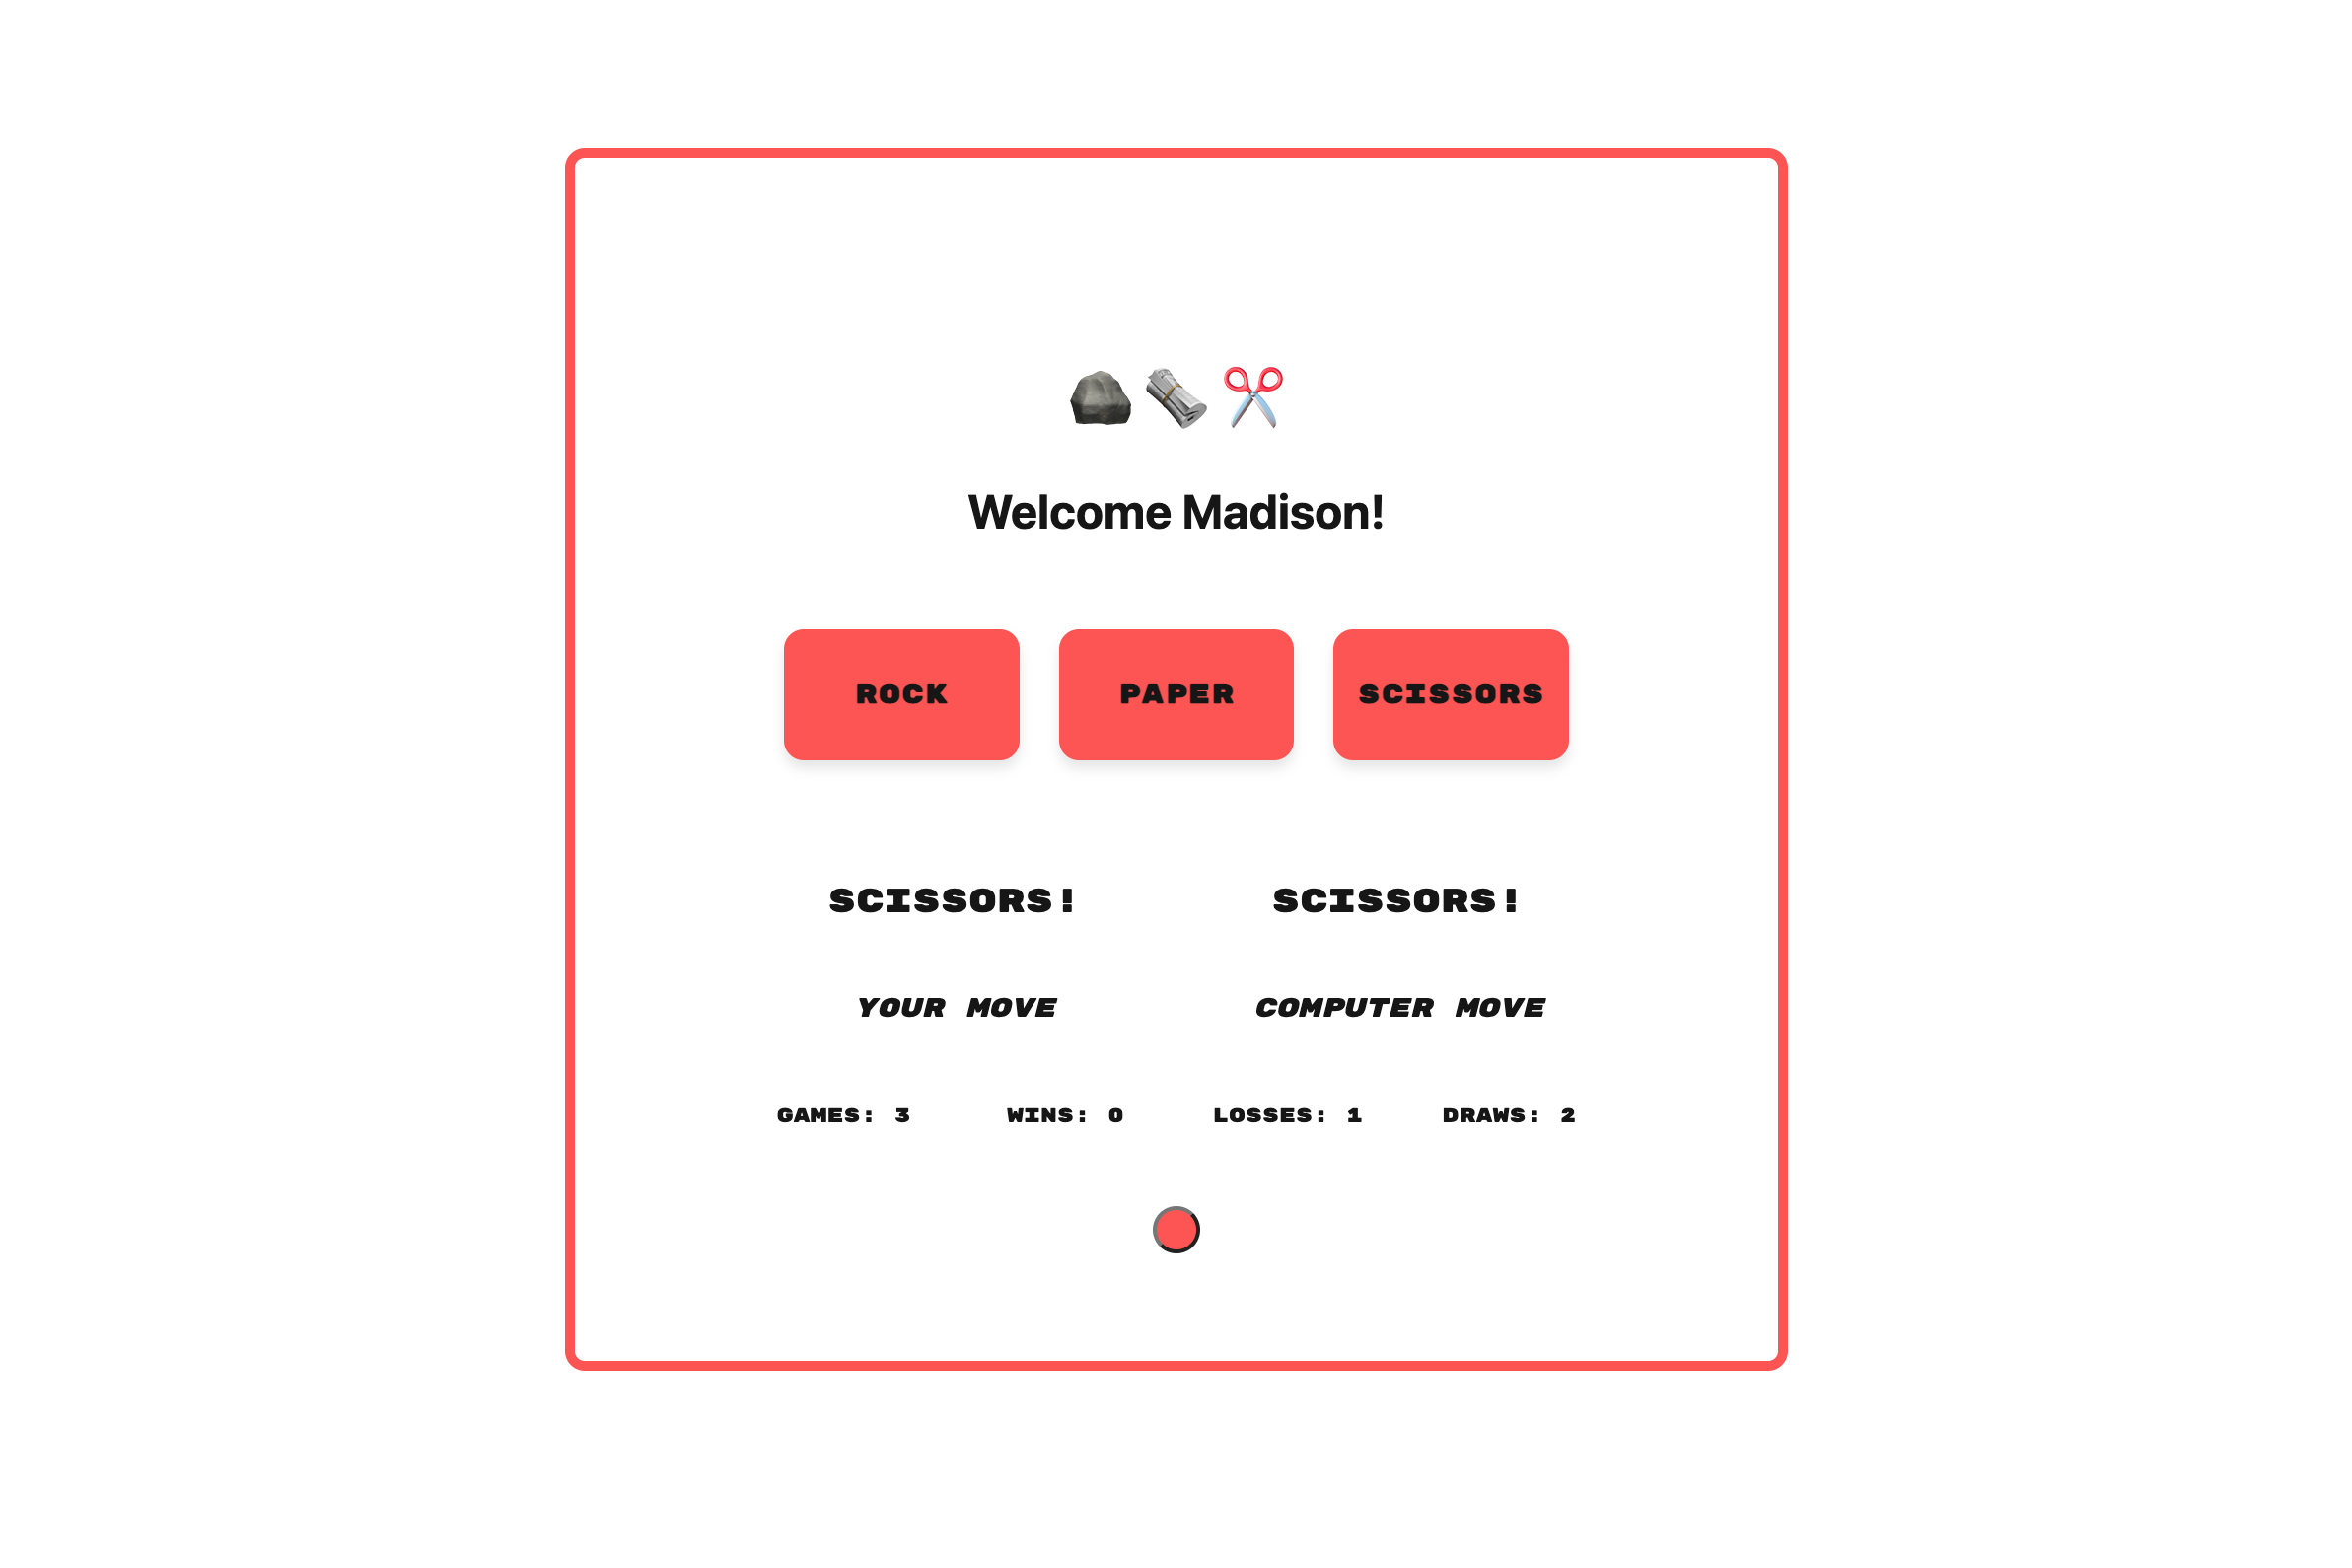 Welcome Madison!
ROCK
PAPER
SCISSORS
SCISSORS!
SCISSORS!
YOUR MOVE
COMPUTER MOVE
GAMES: 3
WINS: 0
LOSSES: 1
DRAWS: 2